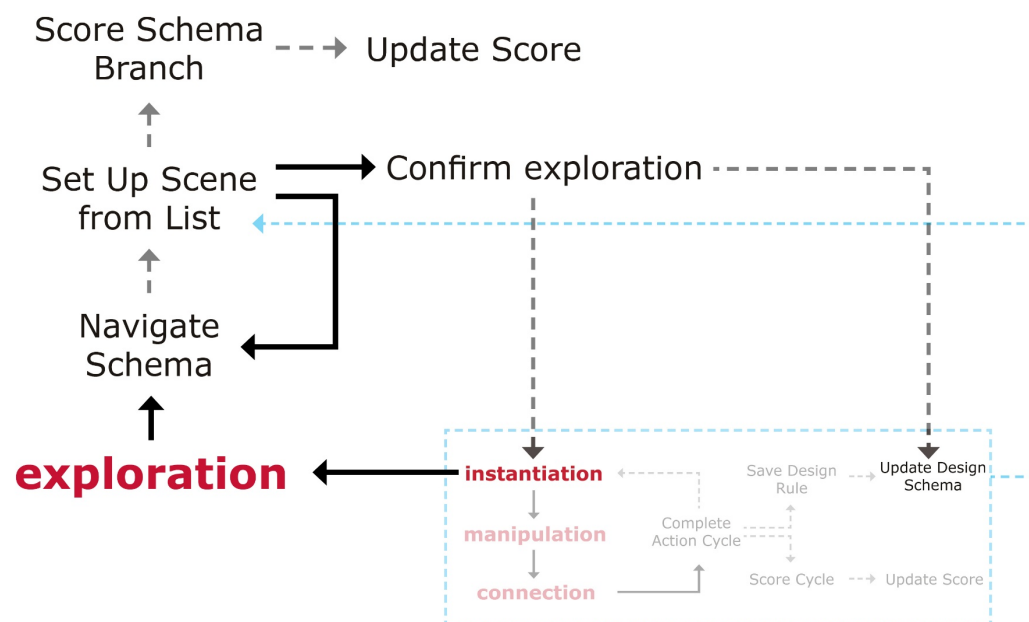 Score Schema
Branch
Update Score
Set Up Scene
from List
Confirm exploration
Navigate
Schema
exploration
instantiation
manipulation
connection
Complete
Action Cycle
Save Design
Rule
Update Design
Schema
Score Cycle
Update Score